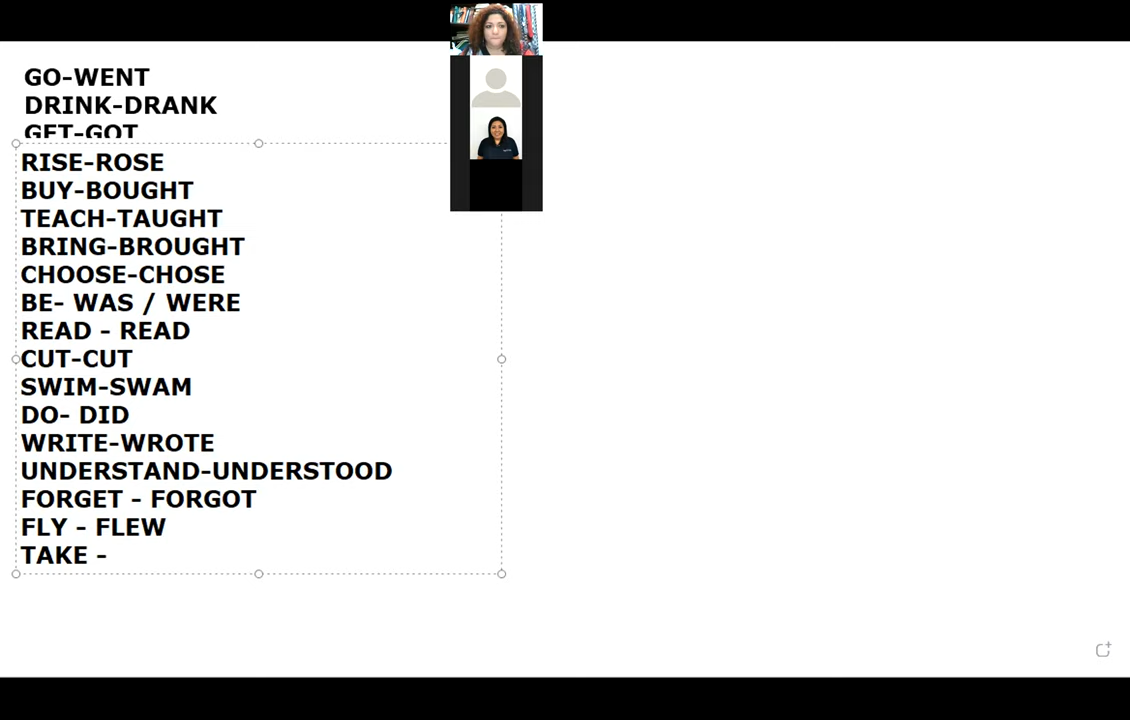 GO-WENT
DRINK-DRANK
GET-GOT
RISE-ROSE
BUY-BOUGHT
TEACH-TAUGHT
BRING-BROUGHT
CHOOSE-CHOSE
BE- WAS / WERE
READ - READ
CUT-CUT
SWIM-SWAM
DO- DID
WRITE-WROTE
UNDERSTAND-UNDERSTOOD
FORGET - FORGOT
FLY - FLEW
TAKE -